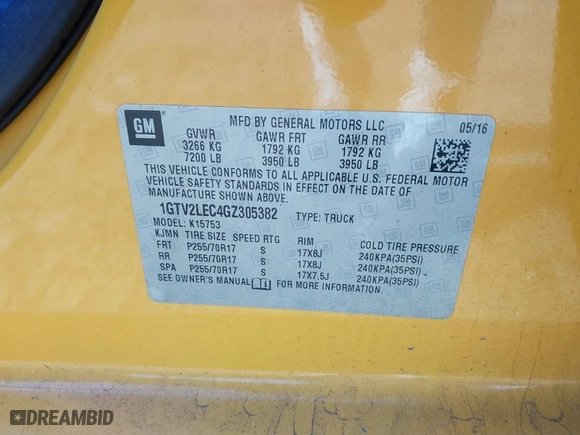 GM
MFD BY GENERAL MOTORS LLC
05/16
GVWR GAWR FRT GAWR RR
3266 KG 1792 KG 1792 KG
7200 LB 3950 LB 3950 LB
THIS VEHICLE CONFORMS TO ALL APPLICABLE U.S. FEDERAL MOTOR
VEHICLE SAFETY STANDARDS IN EFFECT ON THE DATE OF
MANUFACTURE SHOWN ABOVE.
1GTV2LEC4GZ305382 TYPE: TRUCK
MODEL: K15753
KJMN TIRE SIZE SPEED RTG RIM COLD TIRE PRESSURE
FRT P255/70R17 S 17X8J 240KPA(35PSI)
RR P255/70R17 S 17X8J 240KPA(35PSI)
SPA P255/70R17 S 17X7.5J 240KPA(35PSI)
SEE OWNER'S MANUAL FOR MORE INFORMATION.
DREAMBID